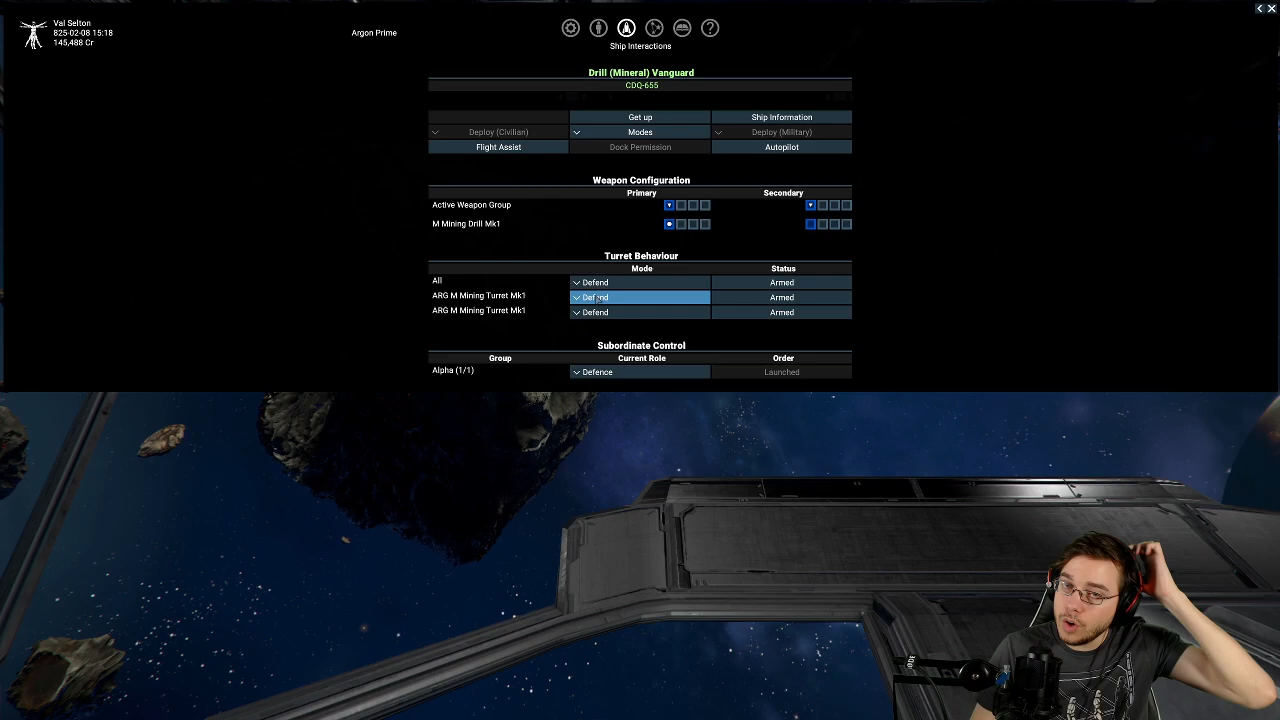 Val Selton
825-02-08 15:18
145,488 Cr
Argon Prime
?
Ship Interactions
Drill (Mineral) Vanguard
CDQ-655
Get up
Ship Information
Deploy (Civilian)
Modes
Deploy (Military)
Flight Assist
Dock Permission
Autopilot
Weapon Configuration
Primary
Secondary
Active Weapon Group
M Mining Drill Mk1
Turret Behaviour
Mode
Status
All
Defend
Armed
ARG M Mining Turret Mk1
Defend
Armed
ARG M Mining Turret Mk1
Defend
Armed
Subordinate Control
Group
Current Role
Order
Alpha (1/1)
Defence
Launched